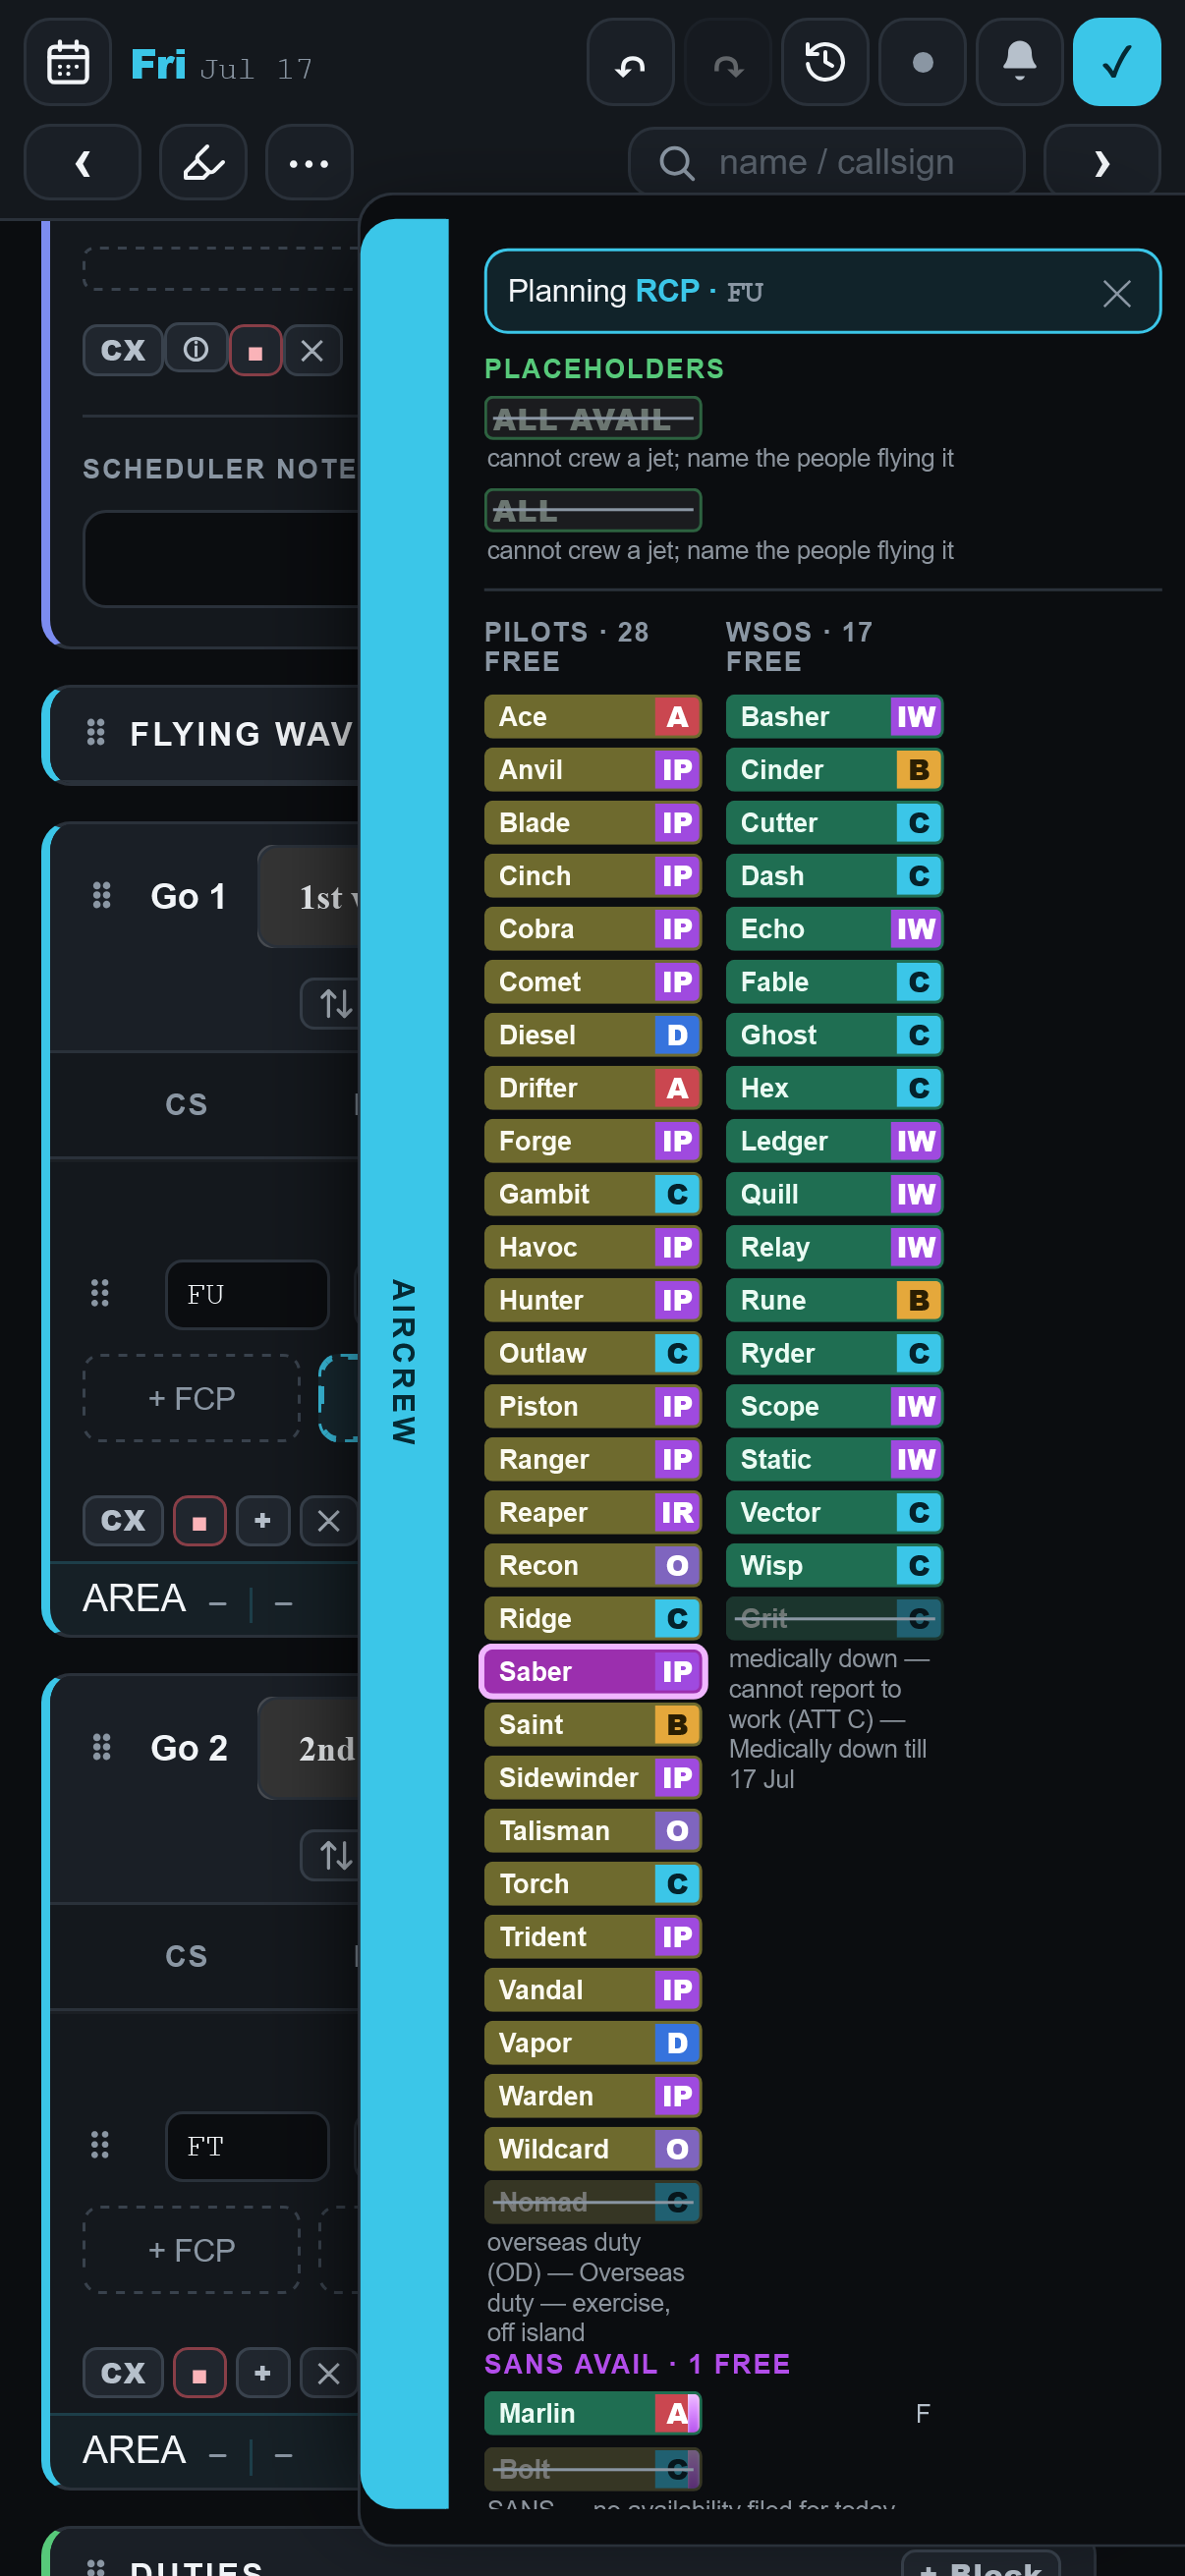 Fri Jul 17
name / callsign
Planning RCP · FU
PLACEHOLDERS
ALL AVAIL
cannot crew a jet; name the people flying it
ALL
cannot crew a jet; name the people flying it
PILOTS · 28 FREE
Ace A
Anvil IP
Blade IP
Cinch IP
Cobra IP
Comet IP
Diesel D
Drifter A
Forge IP
Gambit C
Havoc IP
Hunter IP
Outlaw C
Piston IP
Ranger IP
Reaper IR
Recon O
Ridge C
Saber IP
Saint B
Sidewinder IP
Talisman O
Torch C
Trident IP
Vandal IP
Vapor D
Warden IP
Wildcard O
Nomad C
overseas duty
(OD) — Overseas
duty — exercise,
off island
WSOS · 17 FREE
Basher IW
Cinder B
Cutter C
Dash C
Echo IW
Fable C
Ghost C
Hex C
Ledger IW
Quill IW
Relay IW
Rune B
Ryder C
Scope IW
Static IW
Vector C
Wisp C
Grit C
medically down —
cannot report to
work (ATT C) —
Medically down till
17 Jul
SANS AVAIL · 1 FREE
Marlin A F
Bolt C
SANS — no availability filed for today
AIRCREW
CX
SCHEDULER NOTE
FLYING WAV
Go 1 1st
CS
FU
+ FCP
CX +
AREA – | –
Go 2 2nd
CS
FT
+ FCP
CX +
AREA – | –
DUTIES
+ Block